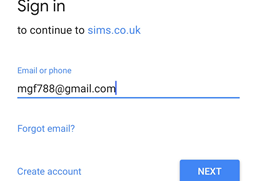 Sign in
to continue to sims.co.uk
Email or phone
mgf788@gmail.com
Forgot email?
Create account
NEXT